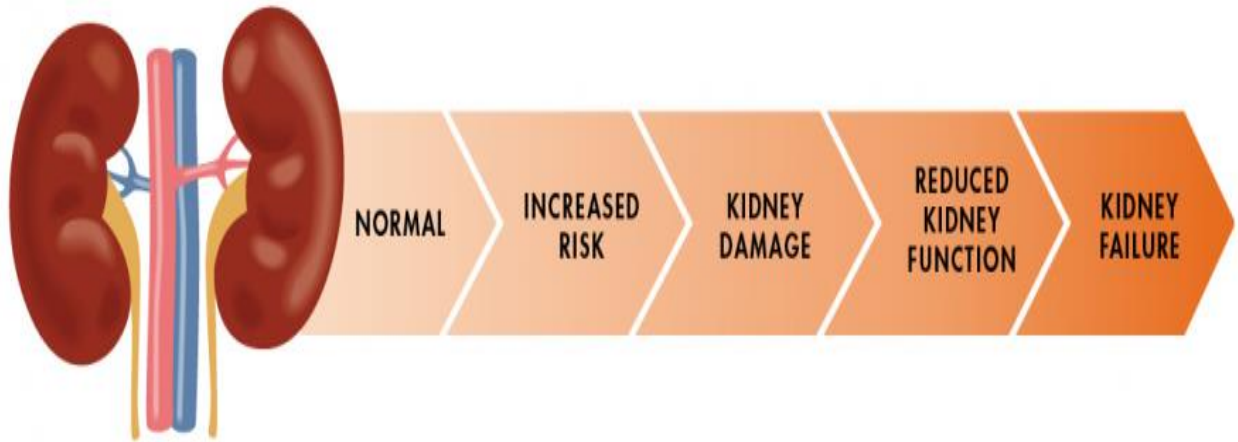 NORMAL
INCREASED
RISK
KIDNEY
DAMAGE
REDUCED
KIDNEY
FUNCTION
KIDNEY
FAILURE